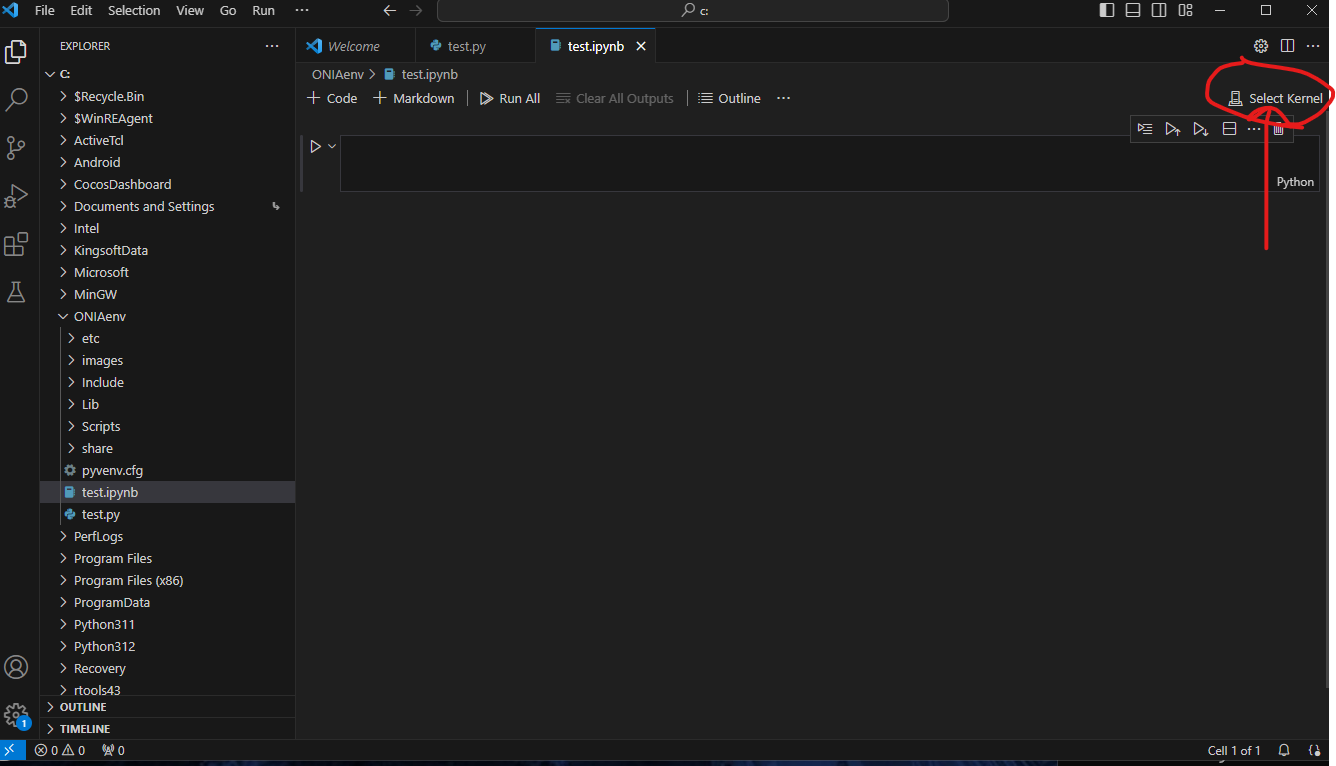 File Edit Selection View Go Run ··· c:
EXPLORER ···
Welcome test.py test.ipynb
C:
ONIAenv > test.ipynb
+ Code + Markdown Run All Clear All Outputs Outline ··· Select Kernel
$Recycle.Bin
$WinREAgent
ActiveTcl
Android
CocosDashboard
Documents and Settings
Intel
KingsoftData
Microsoft
MinGW
ONIAenv
etc
images
Include
Lib
Scripts
share
pyvenv.cfg
test.ipynb
test.py
PerfLogs
Program Files
Program Files (x86)
ProgramData
Python311
Python312
Recovery
rtools43
OUTLINE
TIMELINE
Python
1
0 0 0
Cell 1 of 1